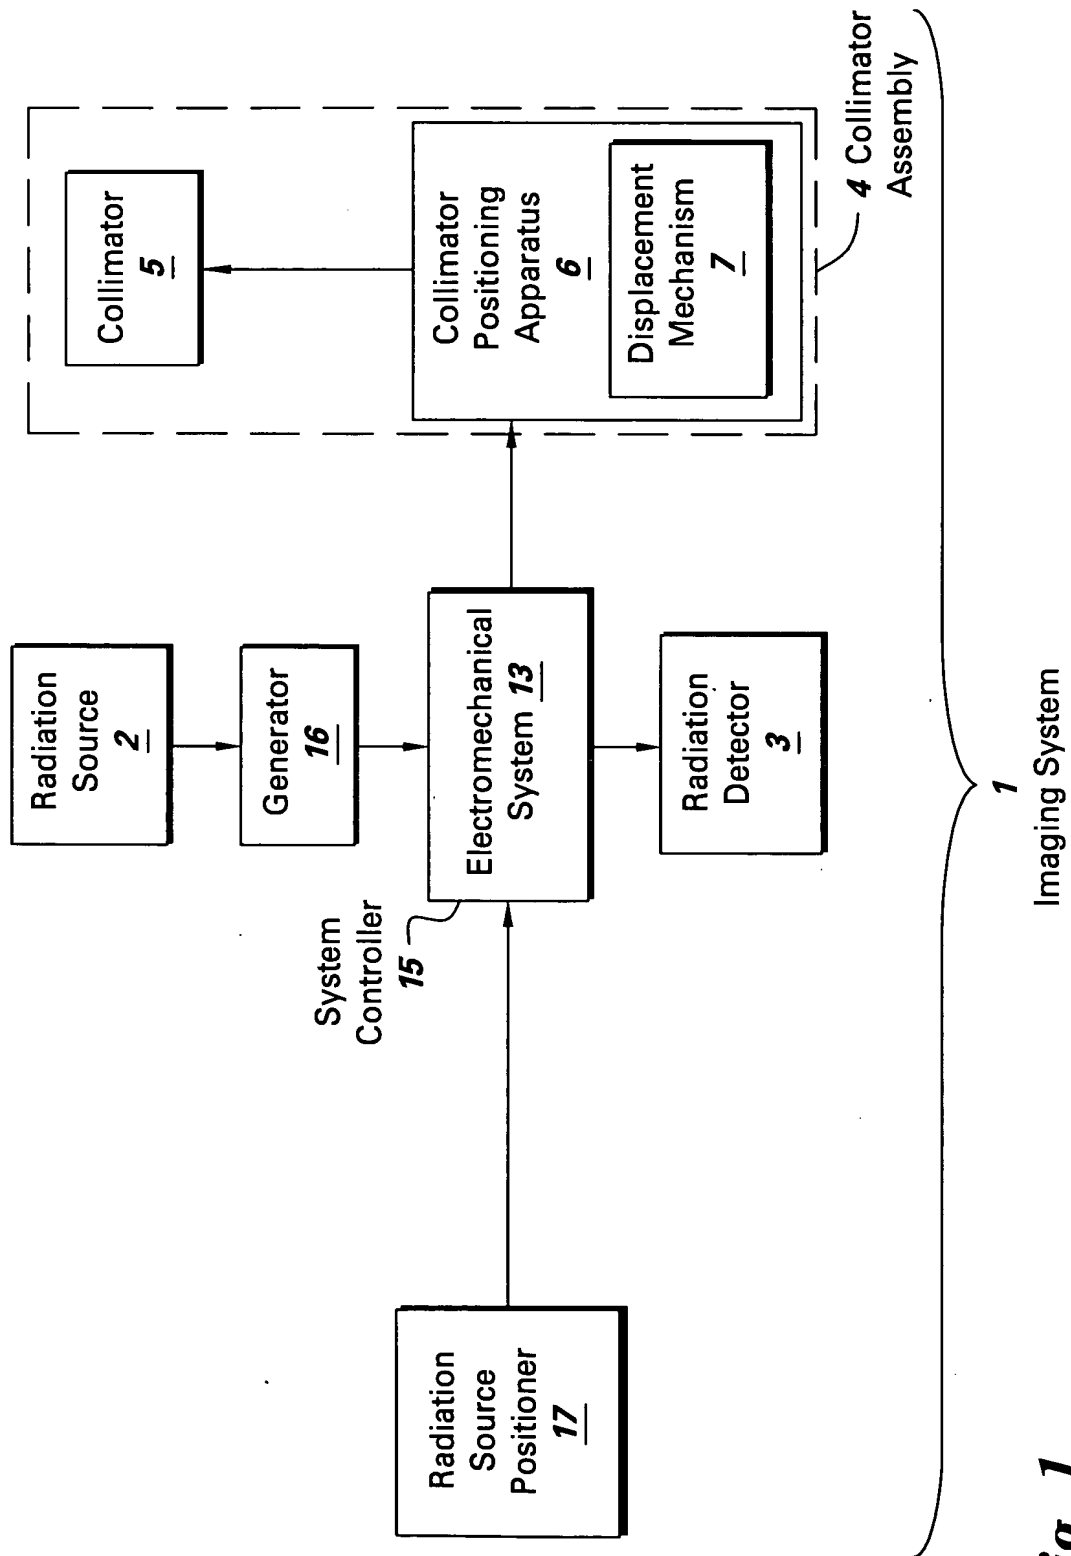 Radiation
Source
2
Generator
16
System
Controller
15
Electromechanical
System 13
Radiation
Detector
3
Radiation
Source
Positioner
17
Collimator
5
Collimator
Positioning
Apparatus
6
Displacement
Mechanism
7
4 Collimator
Assembly
1
Imaging System